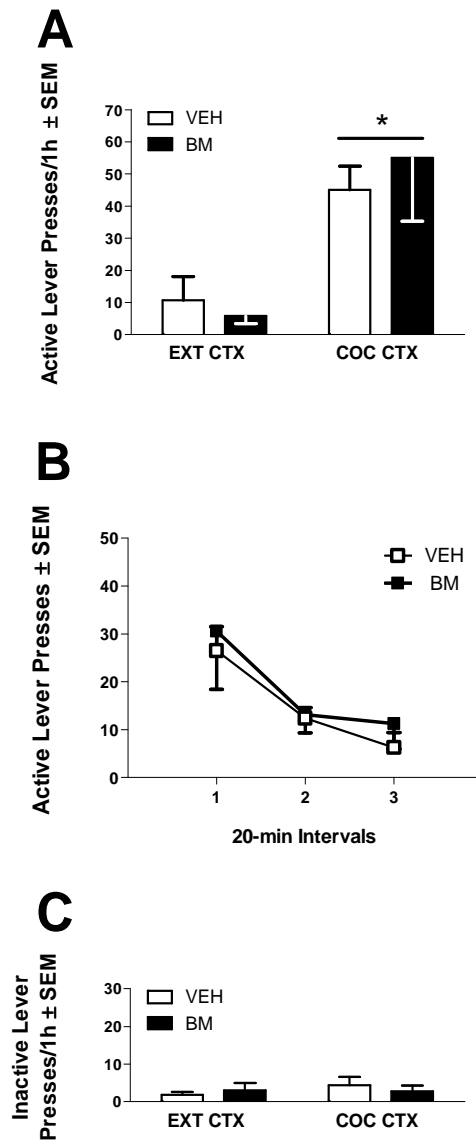 A
Active Lever Presses/1h ± SEM
70
60
50
40
30
20
10
0
VEH
BM
*
EXT CTX
COC CTX
B
Active Lever Presses ± SEM
50
40
30
20
10
0
VEH
BM
1
2
3
20-min Intervals
C
Inactive Lever
Presses/1h ± SEM
30
20
10
0
VEH
BM
EXT CTX
COC CTX